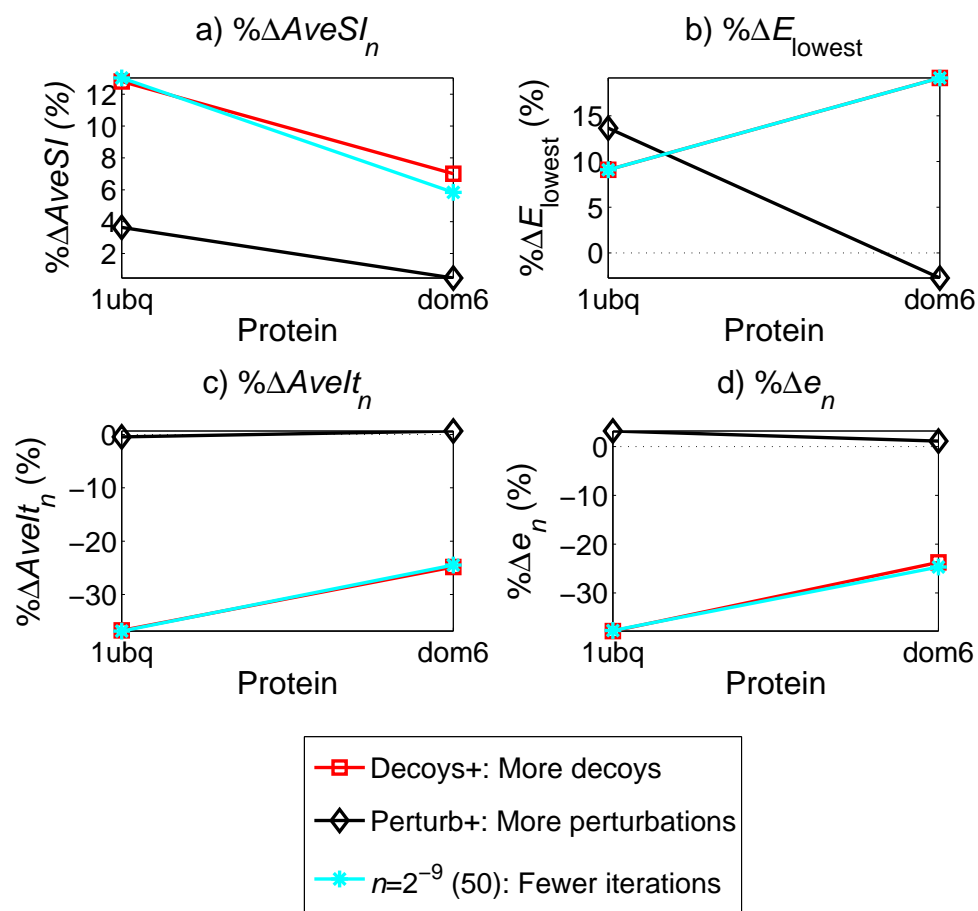 a) %ΔAveSI_n
b) %ΔE_lowest
%ΔAveSI (%)
12
10
8
6
4
2
1ubq
dom6
Protein
%ΔE_lowest (%)
15
10
5
0
1ubq
dom6
Protein
c) %ΔAveIt_n
d) %Δe_n
%ΔAveIt_n (%)
0
−10
−20
−30
1ubq
dom6
Protein
%Δe_n (%)
0
−10
−20
−30
1ubq
dom6
Protein
Decoys+: More decoys
Perturb+: More perturbations
n=2^−9 (50): Fewer iterations